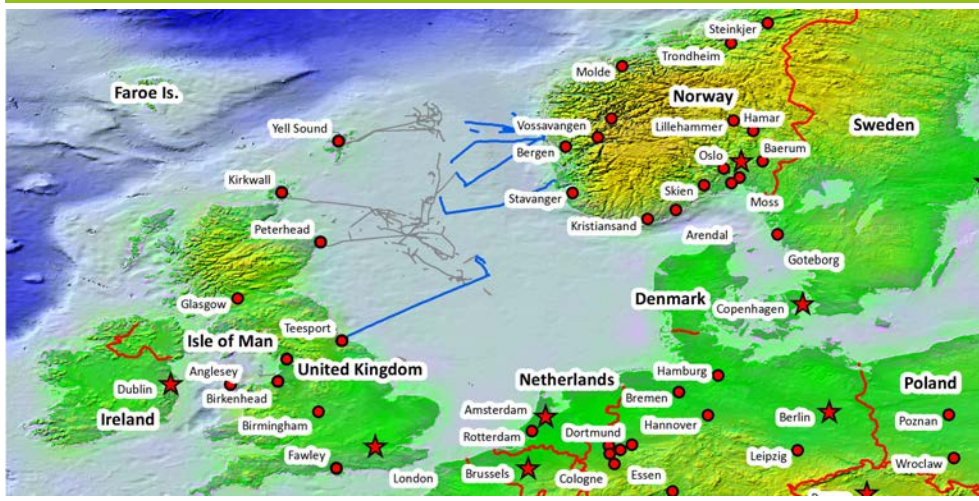 Steinkjer
Trondheim
Molde
Faroe Is.
Norway
Yell Sound
Vossavangen
Lillehammer
Hamar
Sweden
Bergen
Oslo
Baerum
Kirkwall
Stavanger
Skien
Moss
Peterhead
Kristiansand
Arendal
Goteborg
Glasgow
Denmark
Copenhagen
Teesport
Isle of Man
Anglesey
United Kingdom
Hamburg
Dublin
Netherlands
Poland
Birkenhead
Bremen
Ireland
Amsterdam
Birmingham
Hannover
Berlin
Poznan
Rotterdam
Dortmund
Fawley
London
Brussels
Cologne
Essen
Leipzig
Wroclaw